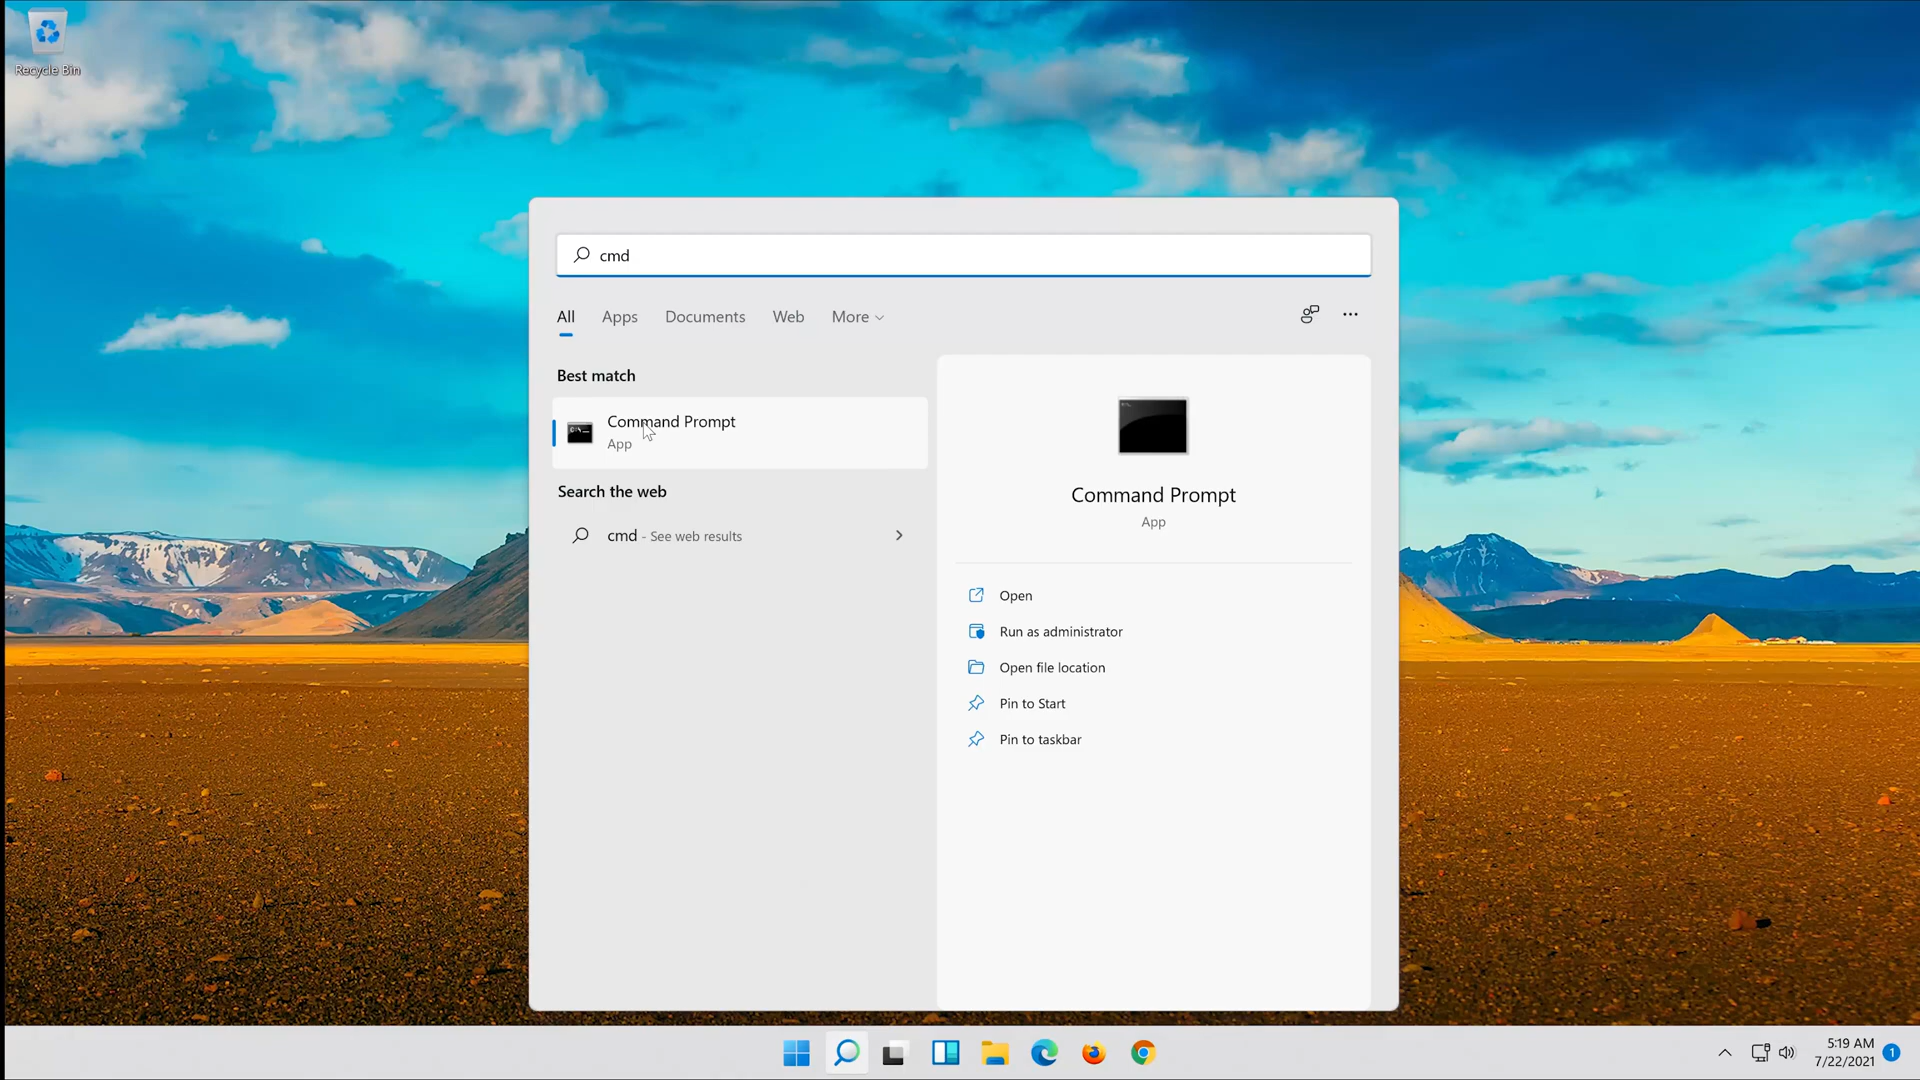 Recycle Bin
cmd
All Apps Documents Web More
Best match
Command Prompt
App
Search the web
cmd - See web results
Command Prompt
App
Open
Run as administrator
Open file location
Pin to Start
Pin to taskbar
5:19 AM
7/22/2021
1